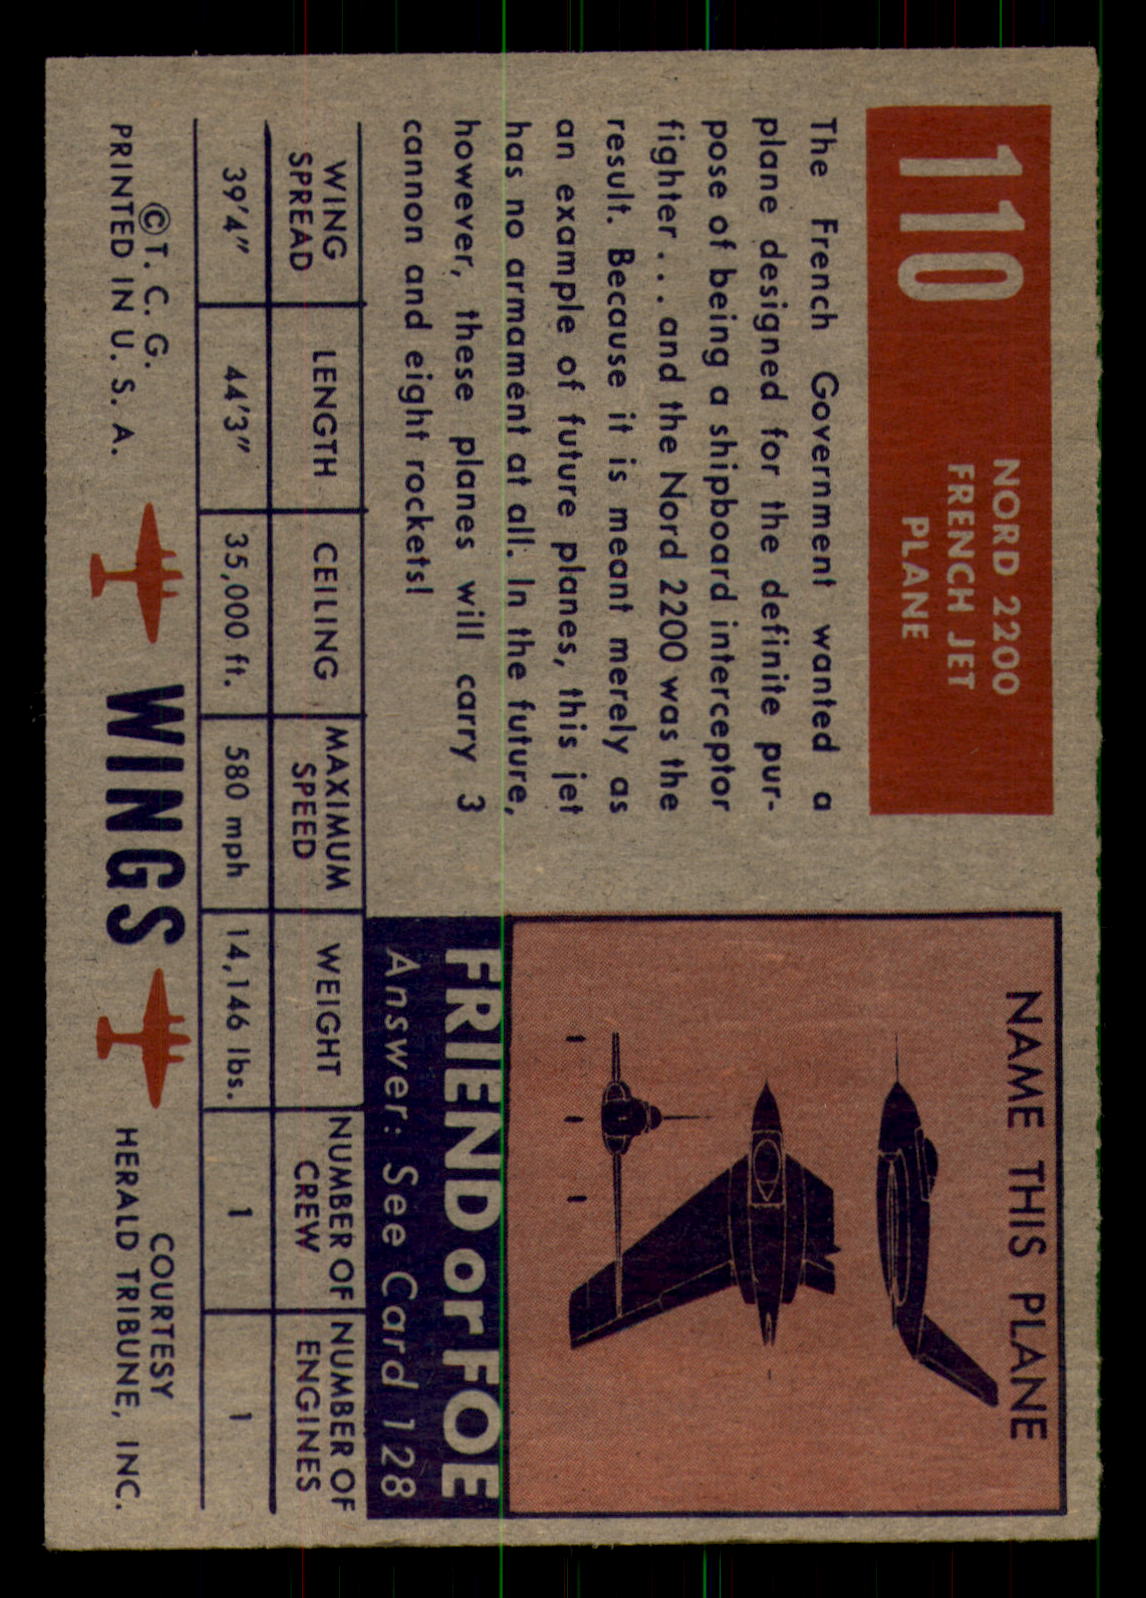 110
NORD 2200
FRENCH JET
PLANE
The French Government wanted a
plane designed for the definite pur-
pose of being a shipboard interceptor
fighter . . . and the Nord 2200 was the
result. Because it is meant merely as
an example of future planes, this jet
has no armament at all. In the future,
however, these planes will carry 3
cannon and eight rockets!
NAME THIS PLANE
FRIEND or FOE
Answer: See Card 128
WING SPREAD LENGTH CEILING MAXIMUM SPEED WEIGHT NUMBER OF CREW NUMBER OF ENGINES
39'4" 44'3" 35,000 ft. 580 mph 14,146 lbs. 1 1
©T. C. G.
PRINTED IN U. S. A.
WINGS
COURTESY
HERALD TRIBUNE, INC.